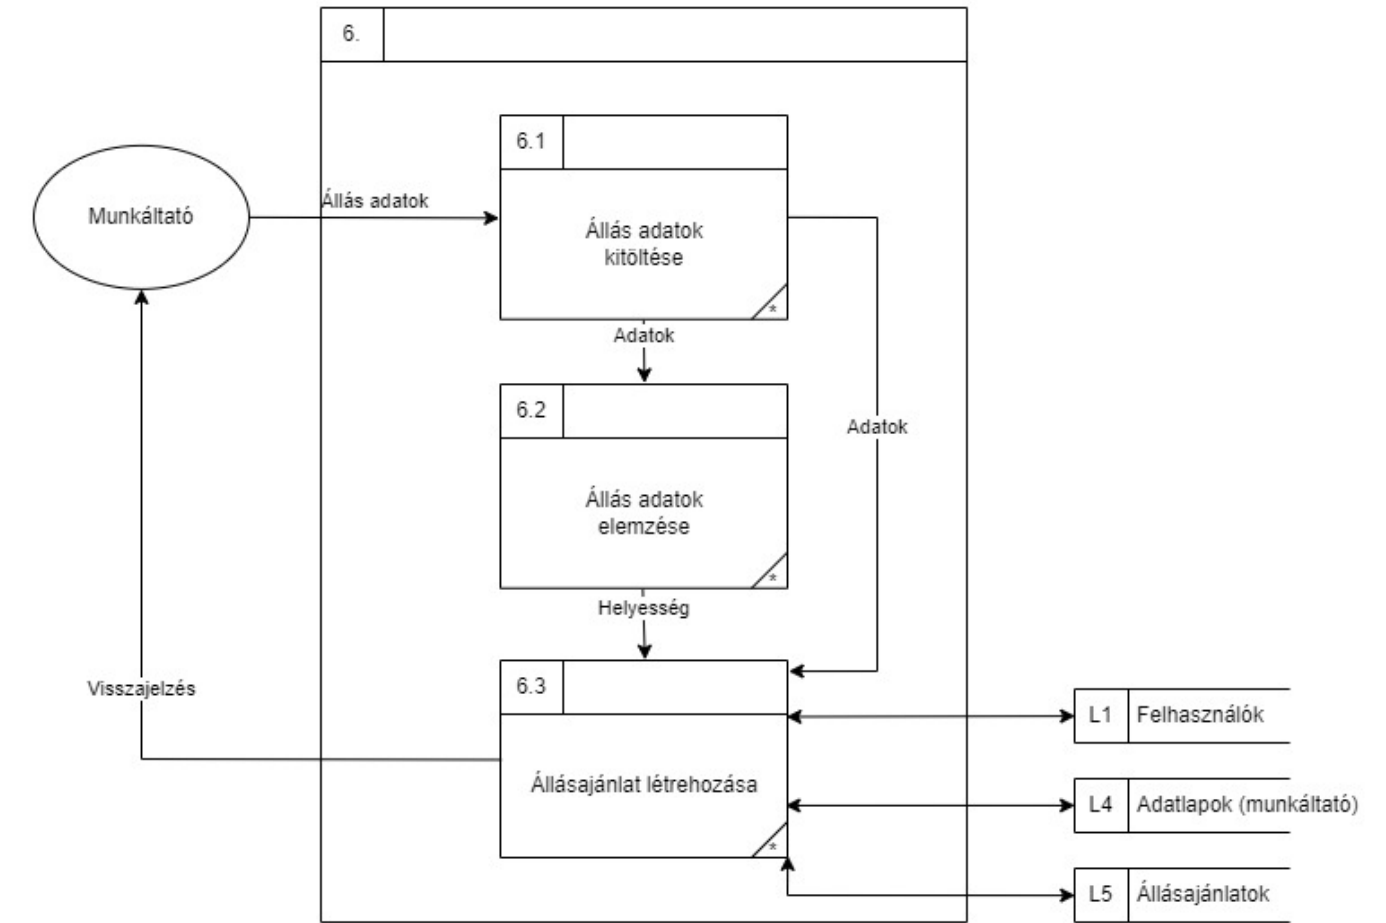 6.
6.1
Munkáltató
Állás adatok
Állás adatok
kitöltése
*
Adatok
6.2
Adatok
Állás adatok
elemzése
*
Helyesség
6.3
Visszajelzés
L1 Felhasználók
Állásajánlat létrehozása
L4 Adatlapok (munkáltató)
*
L5 Állásajánlatok